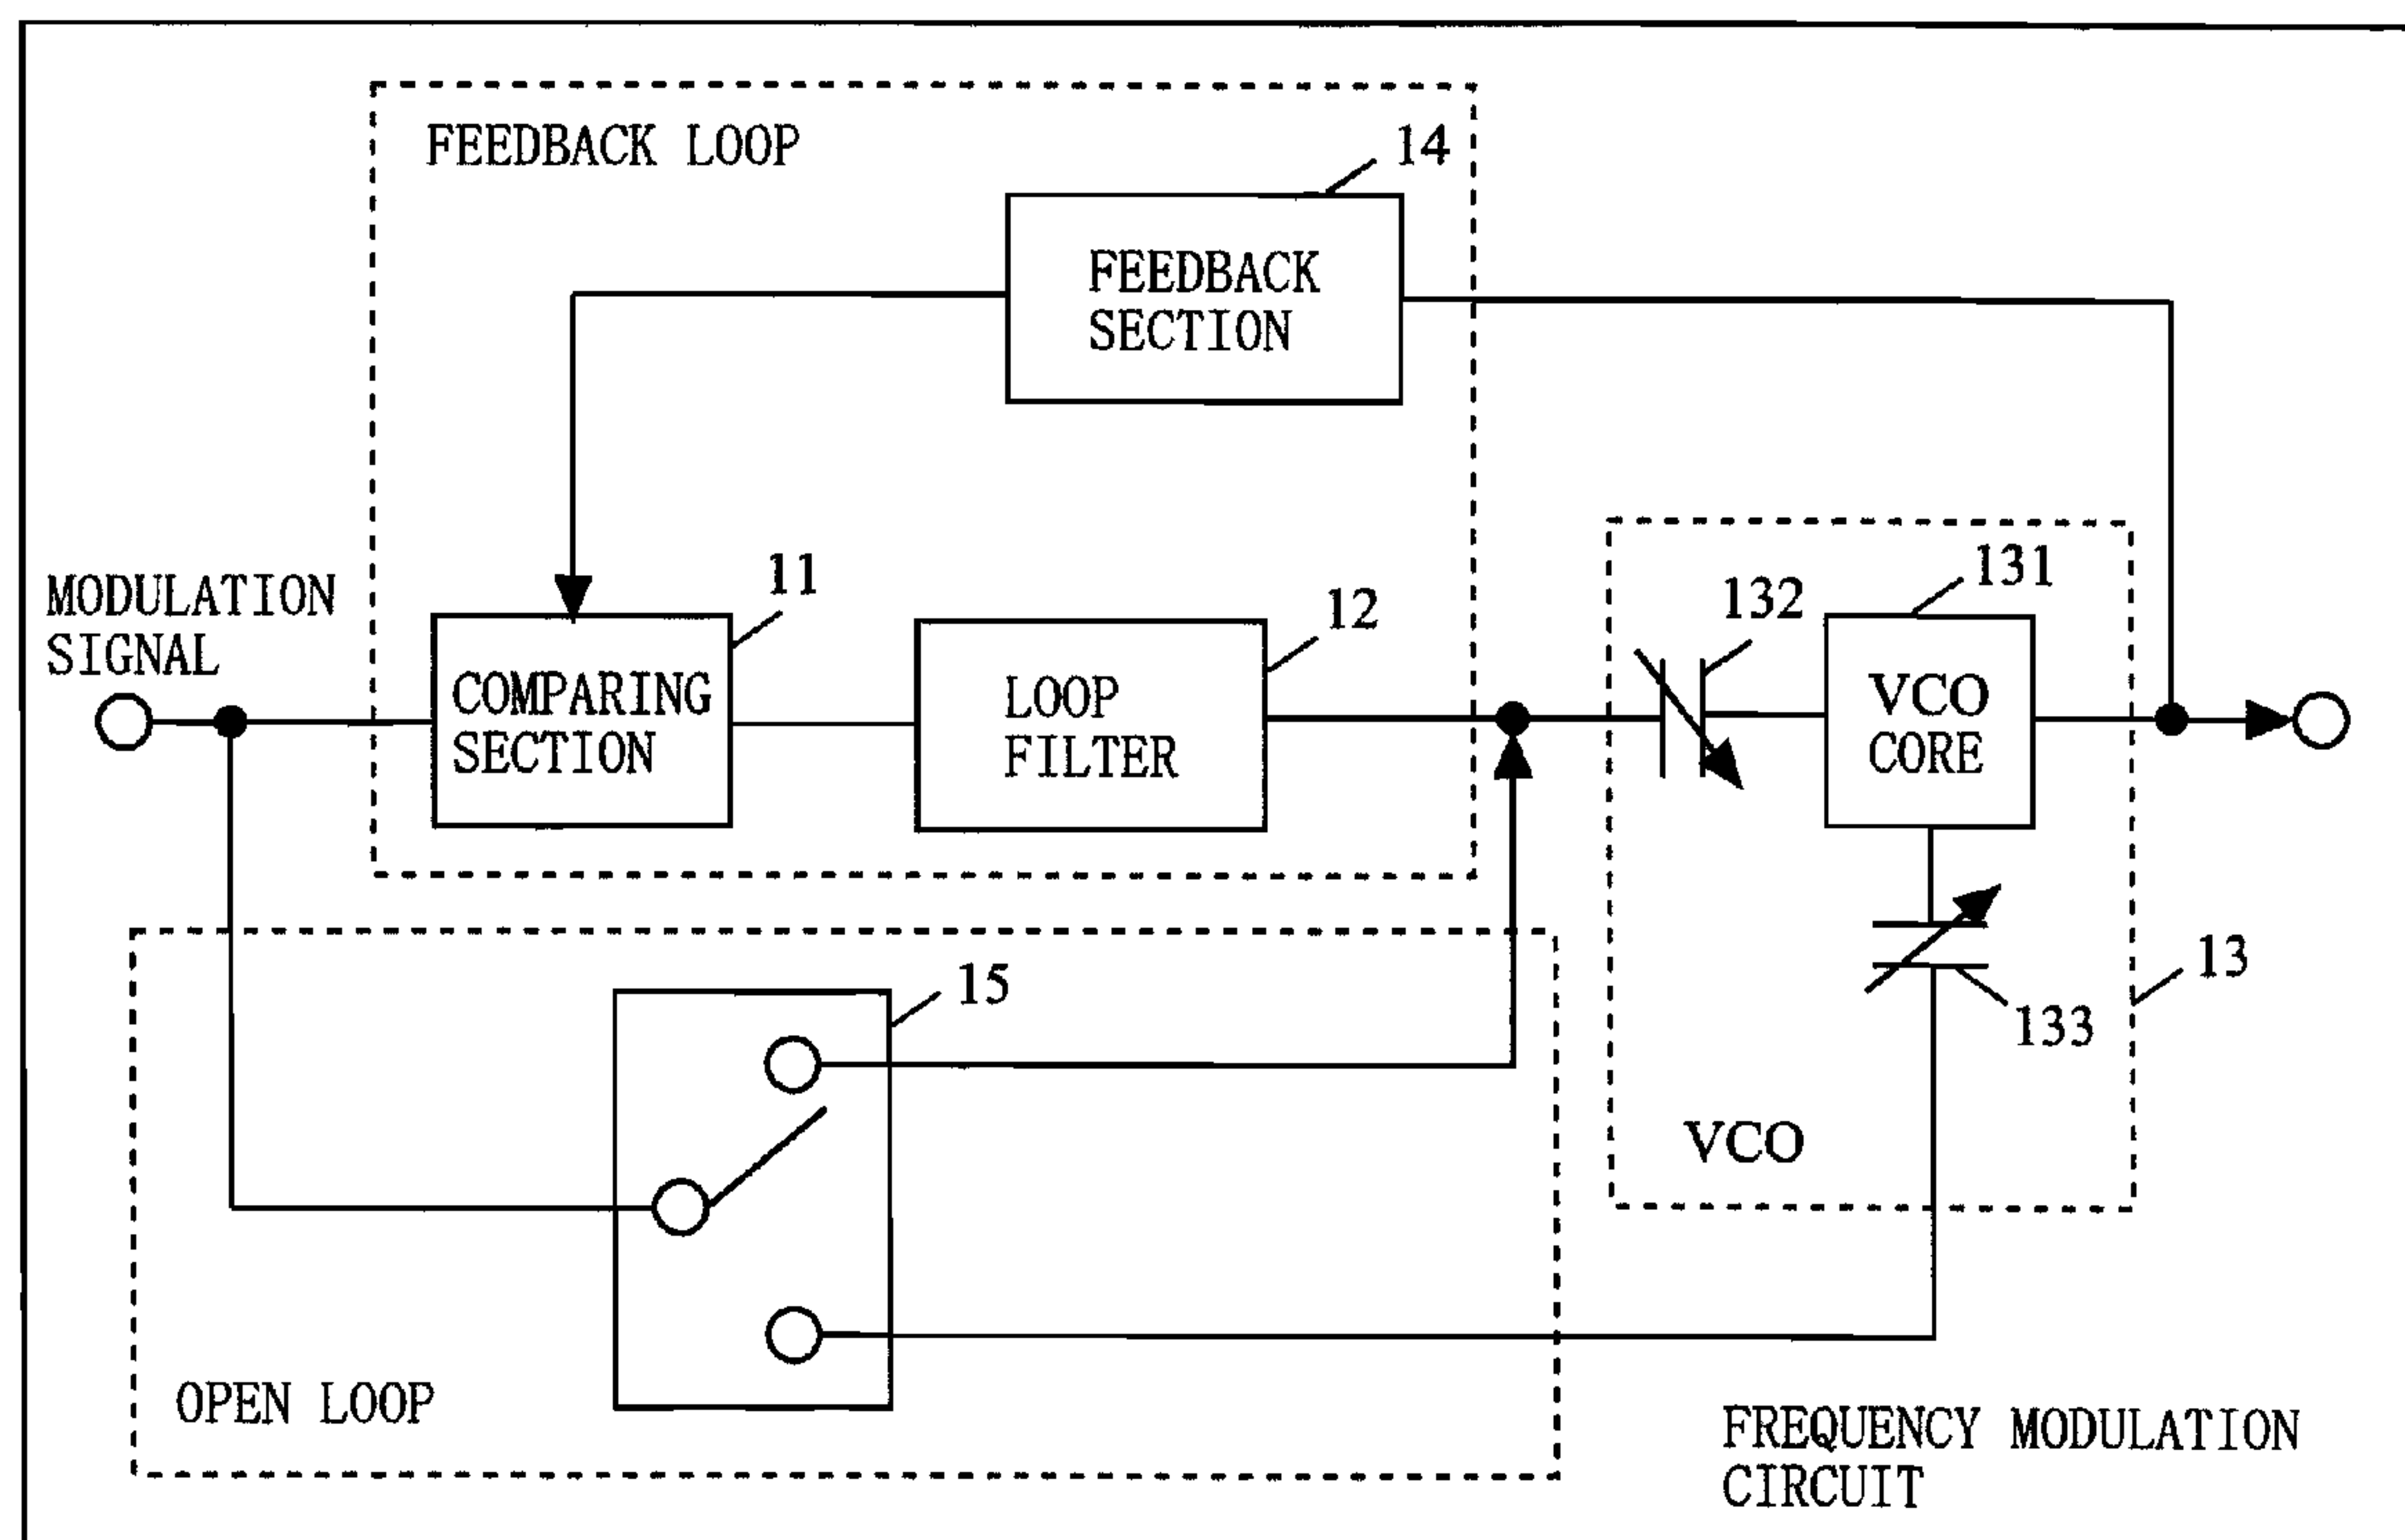 FEEDBACK LOOP
14
FEEDBACK
SECTION
MODULATION
SIGNAL
11
COMPARING
SECTION
12
LOOP
FILTER
132
131
VCO
CORE
13
133
VCO
15
OPEN LOOP
FREQUENCY MODULATION
CIRCUIT